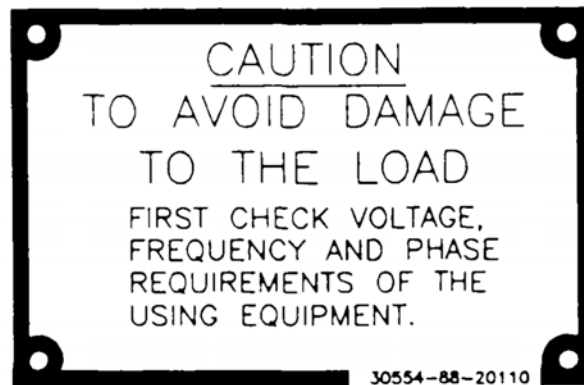 CAUTION
TO AVOID DAMAGE
TO THE LOAD
FIRST CHECK VOLTAGE,
FREQUENCY AND PHASE
REQUIREMENTS OF THE
USING EQUIPMENT.
30554-88-20110